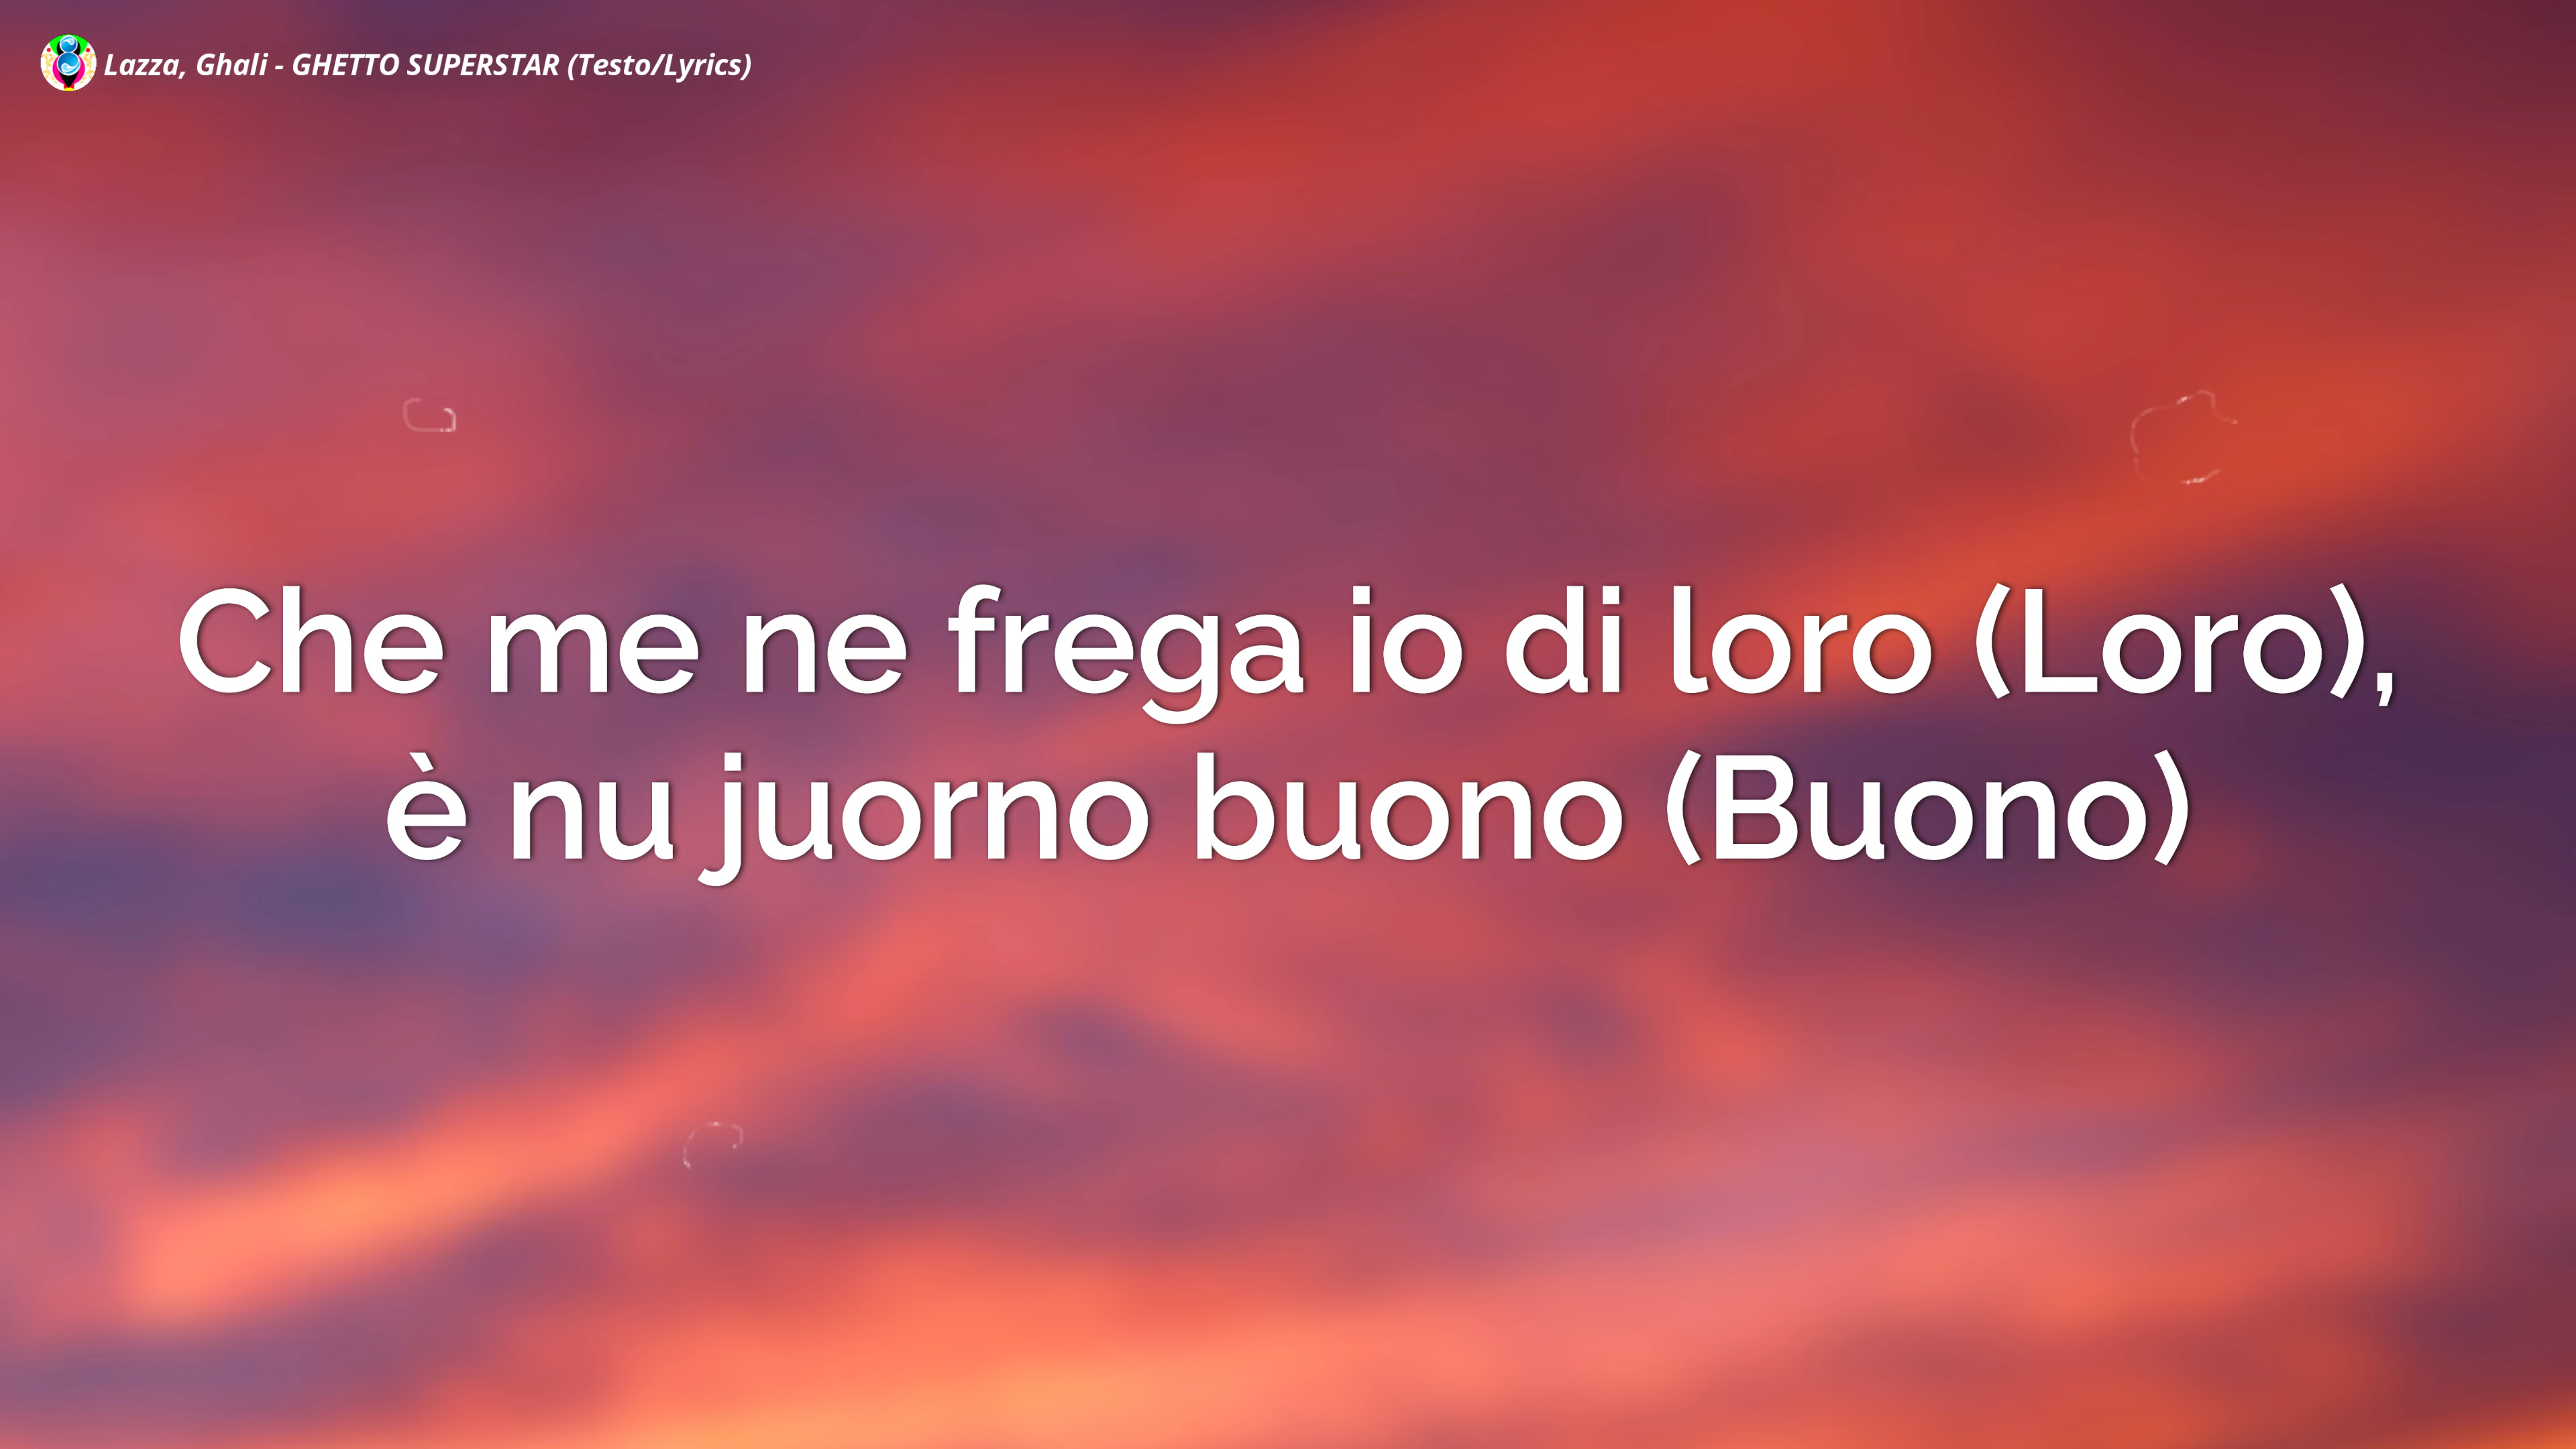 Lazza, Ghali - GHETTO SUPERSTAR (Testo/Lyrics)
Che me ne frega io di loro (Loro),
è nu juorno buono (Buono)